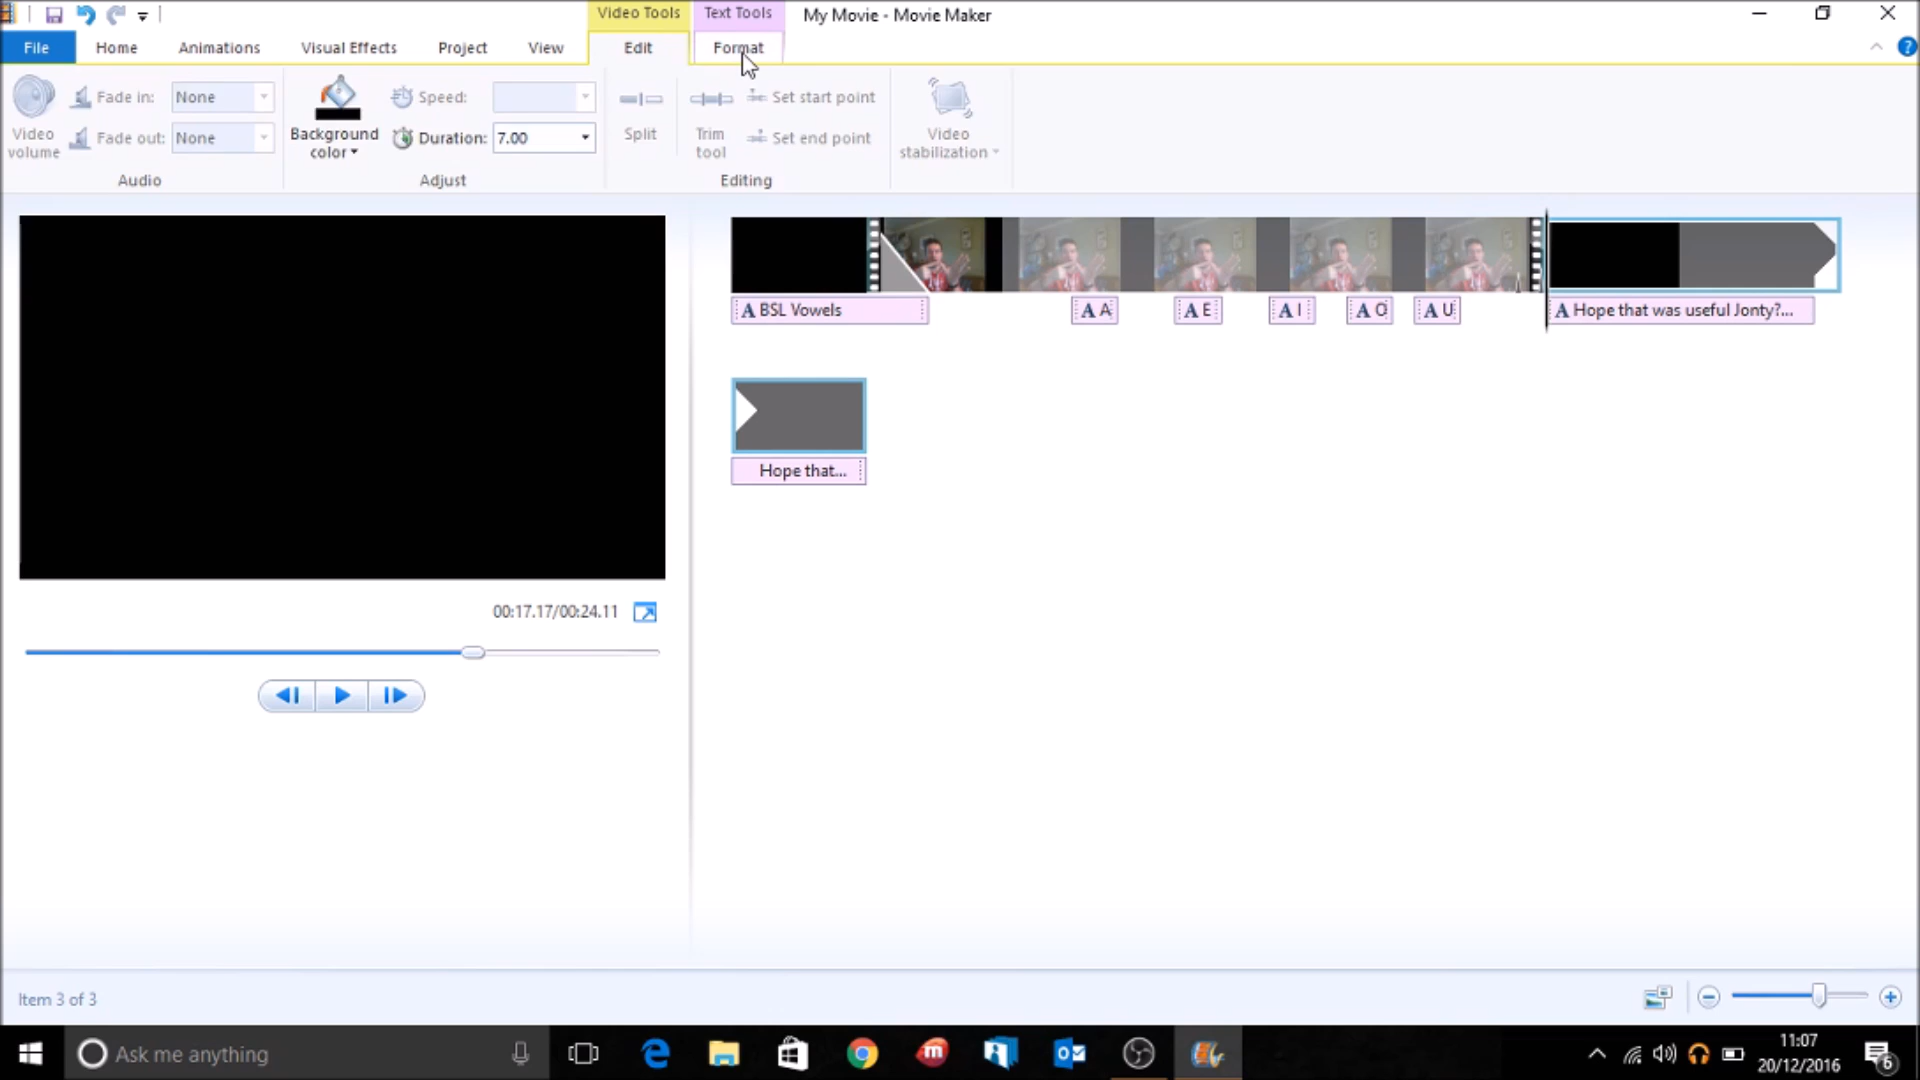 Video Tools
Text Tools
My Movie - Movie Maker
File
Home
Animations
Visual Effects
Project
View
Edit
Format
Video
volume
Fade in:
None
Fade out:
None
Audio
Background
color
Speed:
Duration:
7.00
Adjust
Split
Trim
tool
Set start point
Set end point
Editing
Video
stabilization
A BSL Vowels
A A
A E
A I
A O
A U
A Hope that was useful Jonty?...
Hope that...
00:17.17/00:24.11
Item 3 of 3
Ask me anything
11:07
20/12/2016
6